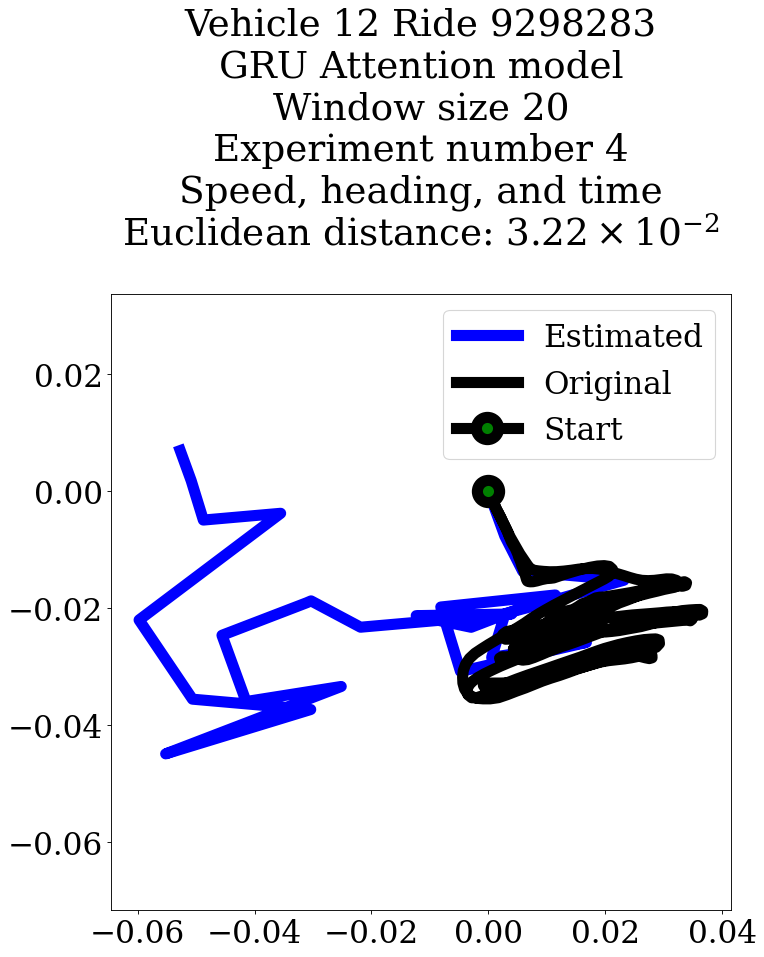 Vehicle 12 Ride 9298283
GRU Attention model
Window size 20
Experiment number 4
Speed, heading, and time
Euclidean distance: 3.22 × 10⁻²
Estimated
Original
Start
0.02
0.00
−0.02
−0.04
−0.06
−0.06 −0.04 −0.02 0.00 0.02 0.04